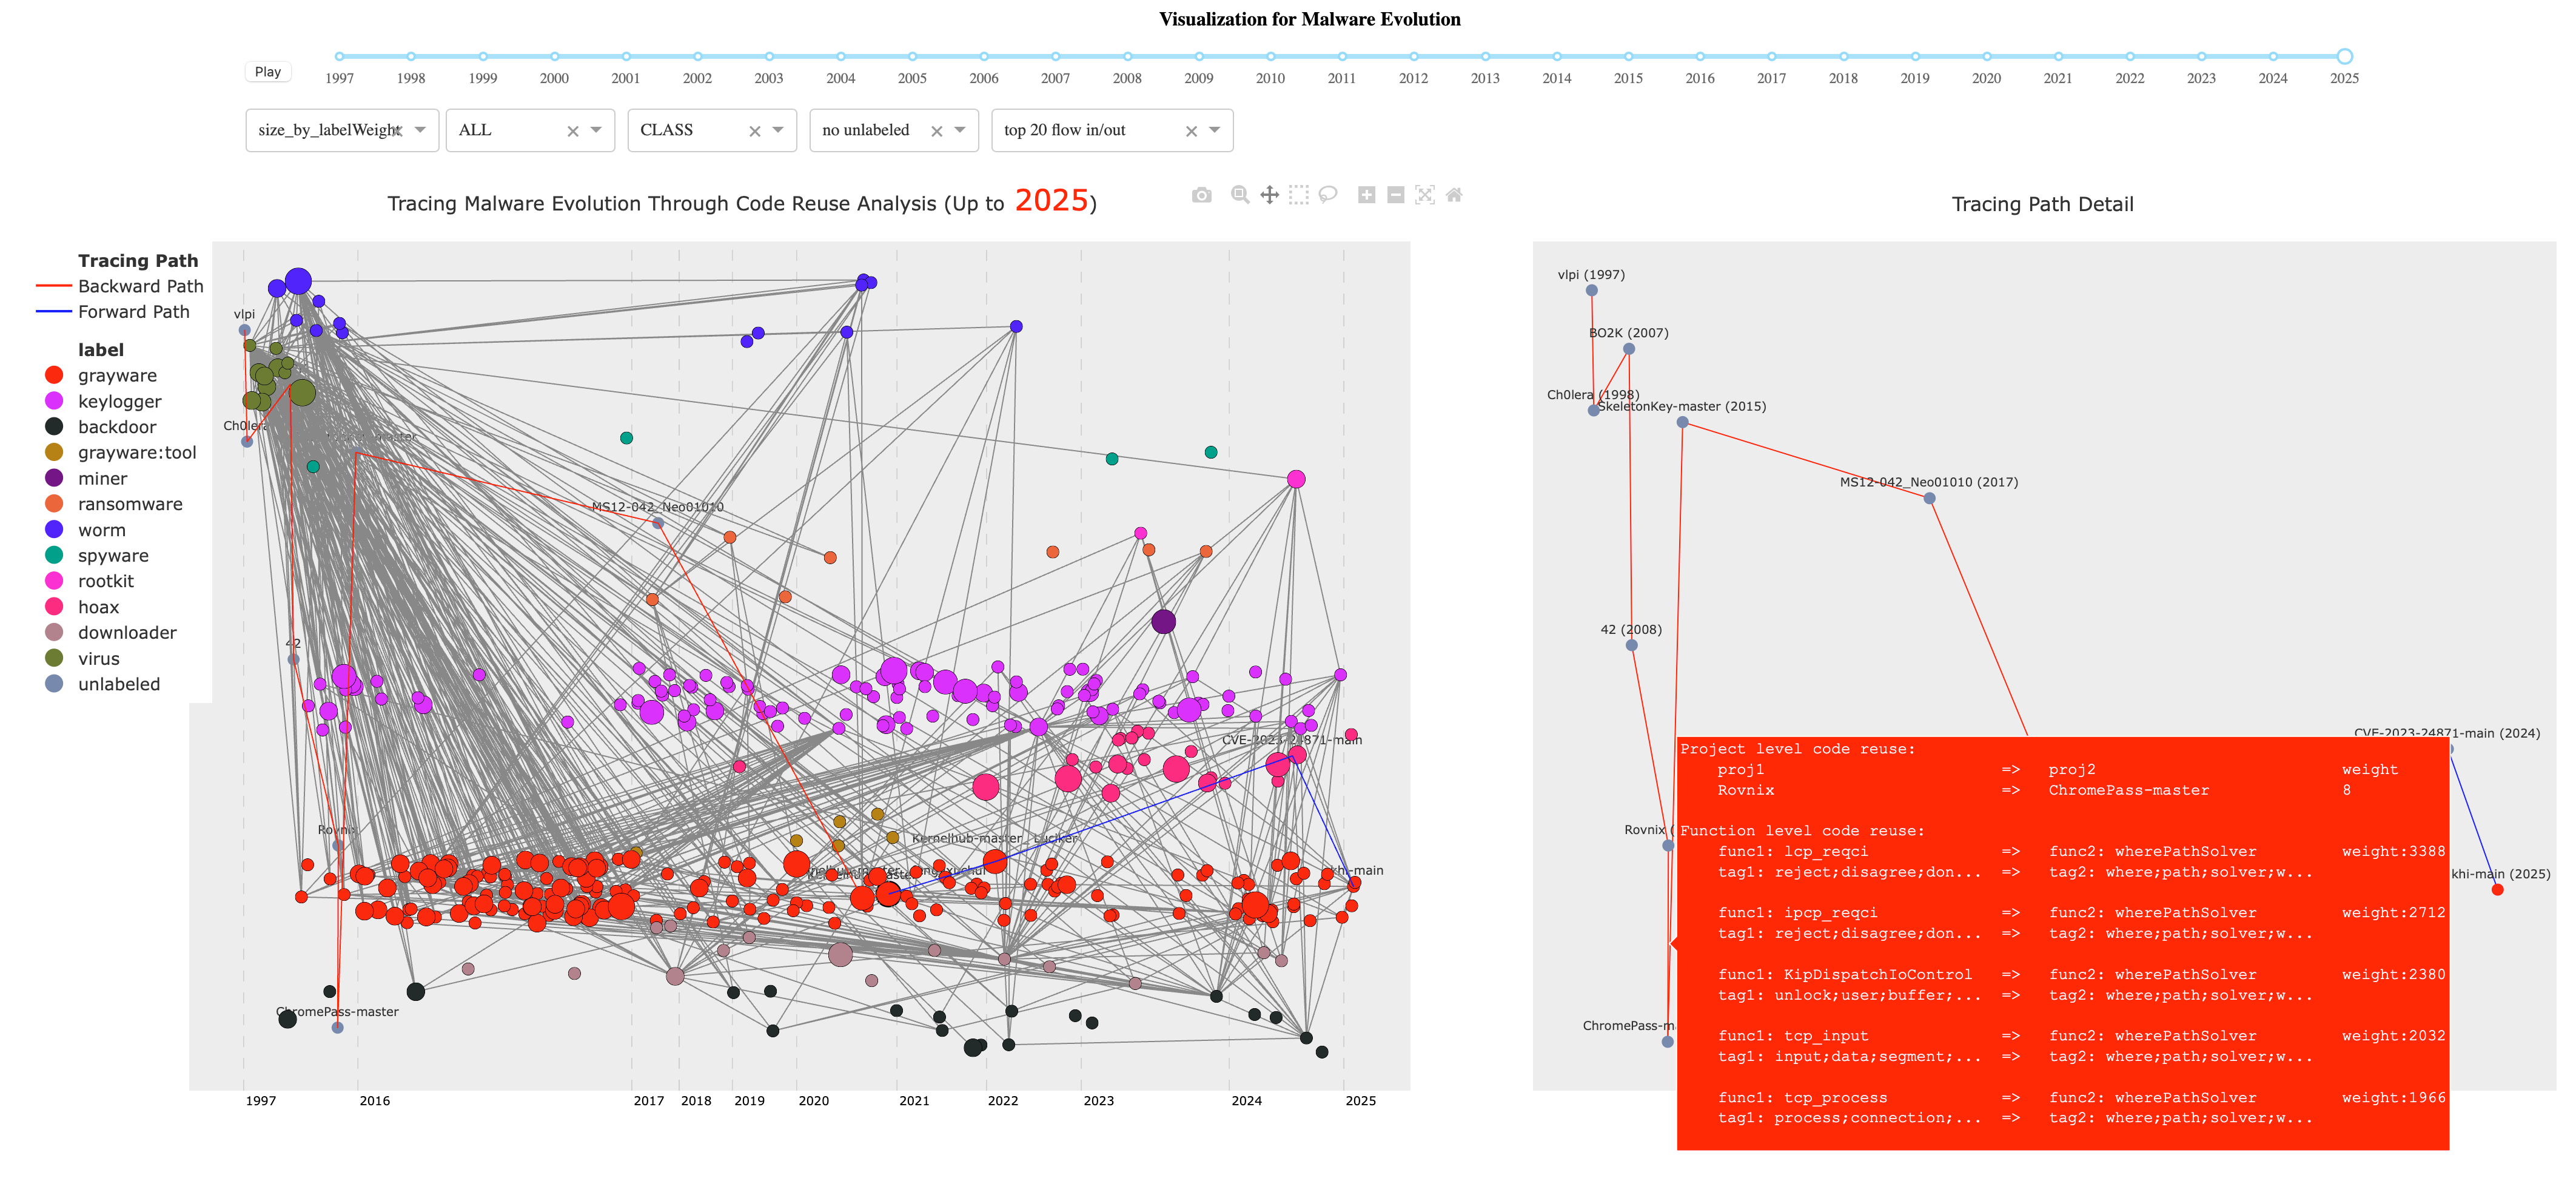 Visualization for Malware Evolution
Play
1997 1998 1999 2000 2001 2002 2003 2004 2005 2006 2007 2008 2009 2010 2011 2012 2013 2014 2015 2016 2017 2018 2019 2020 2021 2022 2023 2024 2025
size_by_labelWeight ALL CLASS no unlabeled top 20 flow in/out
Tracing Malware Evolution Through Code Reuse Analysis (Up to 2025)
Tracing Path
Backward Path
Forward Path
label
grayware
keylogger
backdoor
grayware:tool
miner
ransomware
worm
spyware
rootkit
hoax
downloader
virus
unlabeled
vlpi
Ch0lera
MS12-042_Neo01010
42
CVE-2023-24871-main
Rovnix
Kernelhub-master Luciker
khi-main
ChromePass-master
1997 2016 2017 2018 2019 2020 2021 2022 2023 2024 2025
Tracing Path Detail
vlpi (1997)
BO2K (2007)
Ch0lera (1998)
SkeletonKey-master (2015)
MS12-042_Neo01010 (2017)
42 (2008)
CVE-2023-24871-main (2024)
Rovnix (
khi-main (2025)
ChromePass-m
Project level code reuse:
proj1 => proj2 weight
Rovnix => ChromePass-master 8
Function level code reuse:
func1: lcp_reqci => func2: wherePathSolver weight:3388
tag1: reject;disagree;don... => tag2: where;path;solver;w...
func1: ipcp_reqci => func2: wherePathSolver weight:2712
tag1: reject;disagree;don... => tag2: where;path;solver;w...
func1: KipDispatchIoControl => func2: wherePathSolver weight:2380
tag1: unlock;user;buffer;... => tag2: where;path;solver;w...
func1: tcp_input => func2: wherePathSolver weight:2032
tag1: input;data;segment;... => tag2: where;path;solver;w...
func1: tcp_process => func2: wherePathSolver weight:1966
tag1: process;connection;... => tag2: where;path;solver;w...